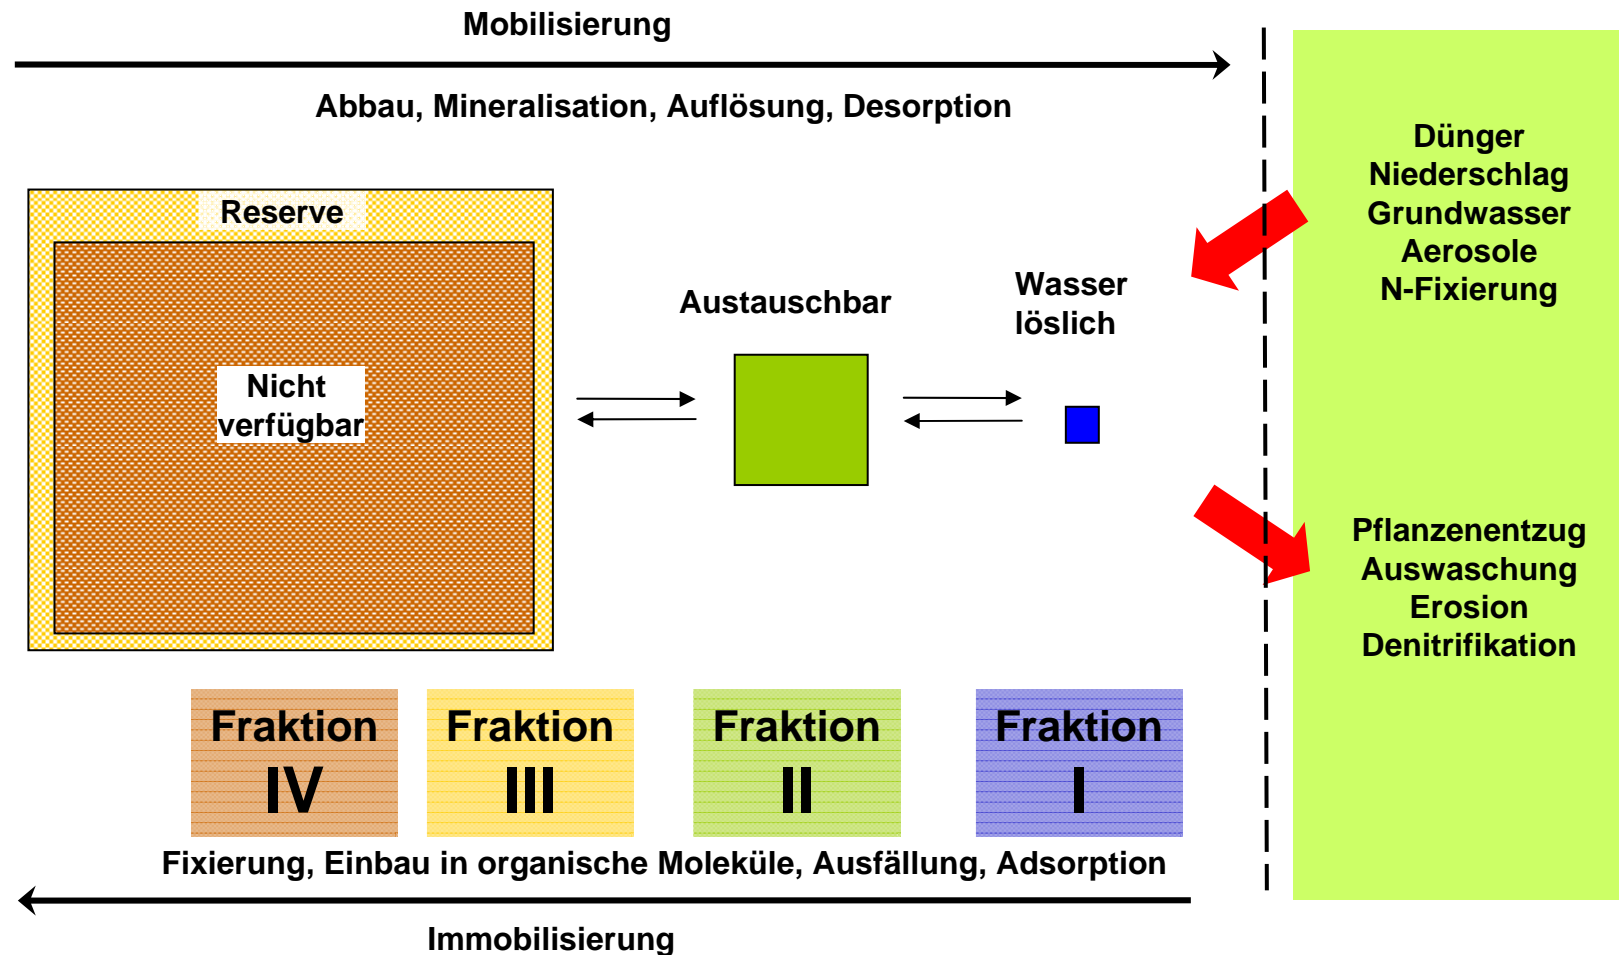 Mobilisierung
Abbau, Mineralisation, Auflösung, Desorption
Reserve
Nicht
verfügbar
Austauschbar
Wasser
löslich
Dünger
Niederschlag
Grundwasser
Aerosole
N-Fixierung
Pflanzenentzug
Auswaschung
Erosion
Denitrifikation
Fraktion
IV
Fraktion
III
Fraktion
II
Fraktion
I
Fixierung, Einbau in organische Moleküle, Ausfällung, Adsorption
Immobilisierung